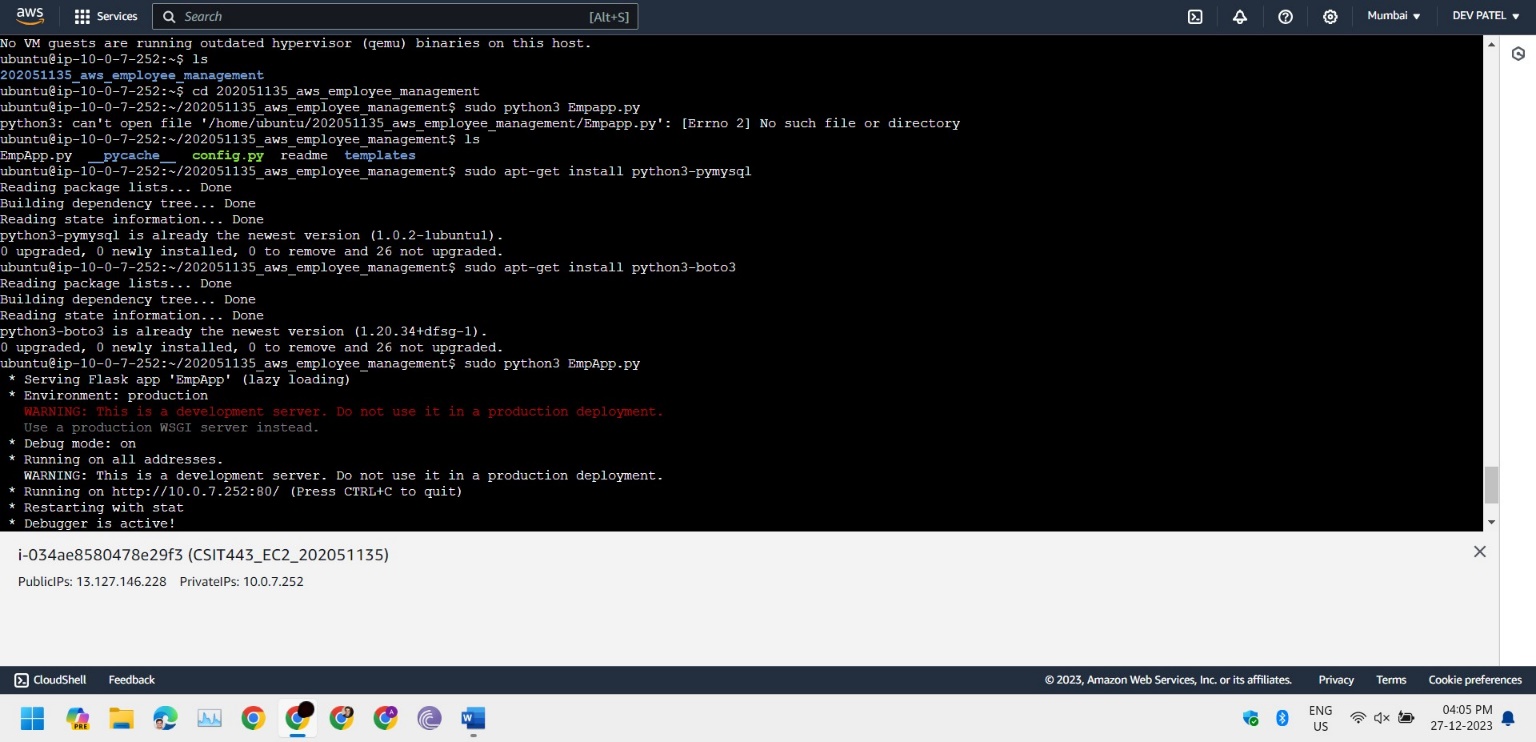 aws Services Search [Alt+S] Mumbai ▼ DEV PATEL ▼
No VM guests are running outdated hypervisor (qemu) binaries on this host.
ubuntu@ip-10-0-7-252:~$ ls
202051135_aws_employee_management
ubuntu@ip-10-0-7-252:~$ cd 202051135_aws_employee_management
ubuntu@ip-10-0-7-252:~/202051135_aws_employee_management$ sudo python3 Empapp.py
python3: can't open file '/home/ubuntu/202051135_aws_employee_management/Empapp.py': [Errno 2] No such file or directory
ubuntu@ip-10-0-7-252:~/202051135_aws_employee_management$ ls
EmpApp.py  __pycache__  config.py  readme  templates
ubuntu@ip-10-0-7-252:~/202051135_aws_employee_management$ sudo apt-get install python3-pymysql
Reading package lists... Done
Building dependency tree... Done
Reading state information... Done
python3-pymysql is already the newest version (1.0.2-1ubuntu1).
0 upgraded, 0 newly installed, 0 to remove and 26 not upgraded.
ubuntu@ip-10-0-7-252:~/202051135_aws_employee_management$ sudo apt-get install python3-boto3
Reading package lists... Done
Building dependency tree... Done
Reading state information... Done
python3-boto3 is already the newest version (1.20.34+dfsg-1).
0 upgraded, 0 newly installed, 0 to remove and 26 not upgraded.
ubuntu@ip-10-0-7-252:~/202051135_aws_employee_management$ sudo python3 EmpApp.py
 * Serving Flask app 'EmpApp' (lazy loading)
 * Environment: production
   WARNING: This is a development server. Do not use it in a production deployment.
   Use a production WSGI server instead.
 * Debug mode: on
 * Running on all addresses.
   WARNING: This is a development server. Do not use it in a production deployment.
 * Running on http://10.0.7.252:80/ (Press CTRL+C to quit)
 * Restarting with stat
 * Debugger is active!
i-034ae8580478e29f3 (CSIT443_EC2_202051135)
PublicIPs: 13.127.146.228 PrivateIPs: 10.0.7.252
CloudShell Feedback © 2023, Amazon Web Services, Inc. or its affiliates. Privacy Terms Cookie preferences
PRE W ENG 04:05 PM
US 27-12-2023